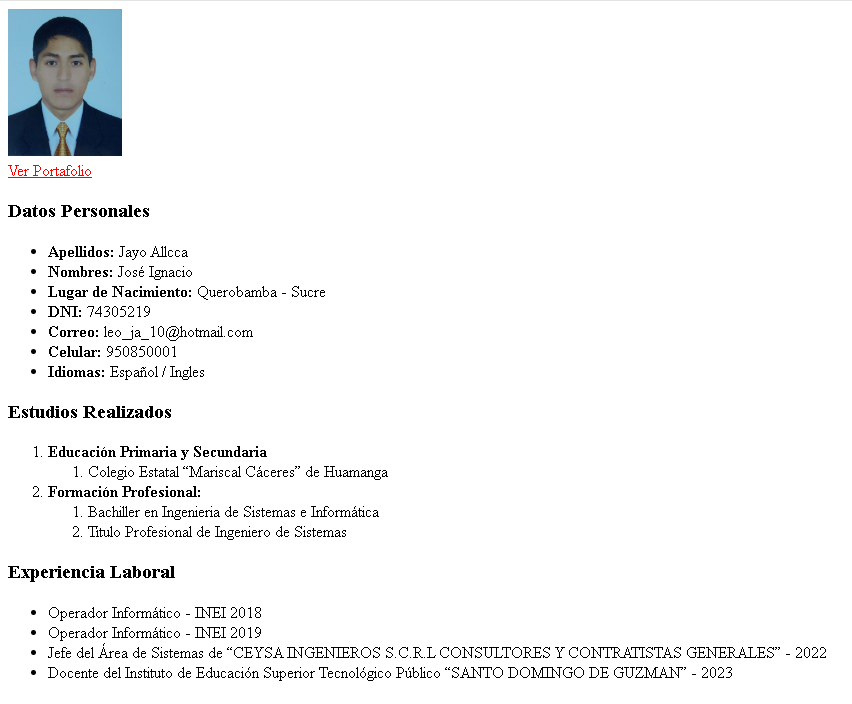 Ver Portafolio
Datos Personales
• Apellidos: Jayo Allcca
• Nombres: José Ignacio
• Lugar de Nacimiento: Querobamba - Sucre
• DNI: 74305219
• Correo: leo_ja_10@hotmail.com
• Celular: 950850001
• Idiomas: Español / Ingles
Estudios Realizados
1. Educación Primaria y Secundaria
1. Colegio Estatal “Mariscal Cáceres” de Huamanga
2. Formación Profesional:
1. Bachiller en Ingenieria de Sistemas e Informática
2. Titulo Profesional de Ingeniero de Sistemas
Experiencia Laboral
• Operador Informático - INEI 2018
• Operador Informático - INEI 2019
• Jefe del Área de Sistemas de “CEYSA INGENIEROS S.C.R.L CONSULTORES Y CONTRATISTAS GENERALES” - 2022
• Docente del Instituto de Educación Superior Tecnológico Público “SANTO DOMINGO DE GUZMAN” - 2023